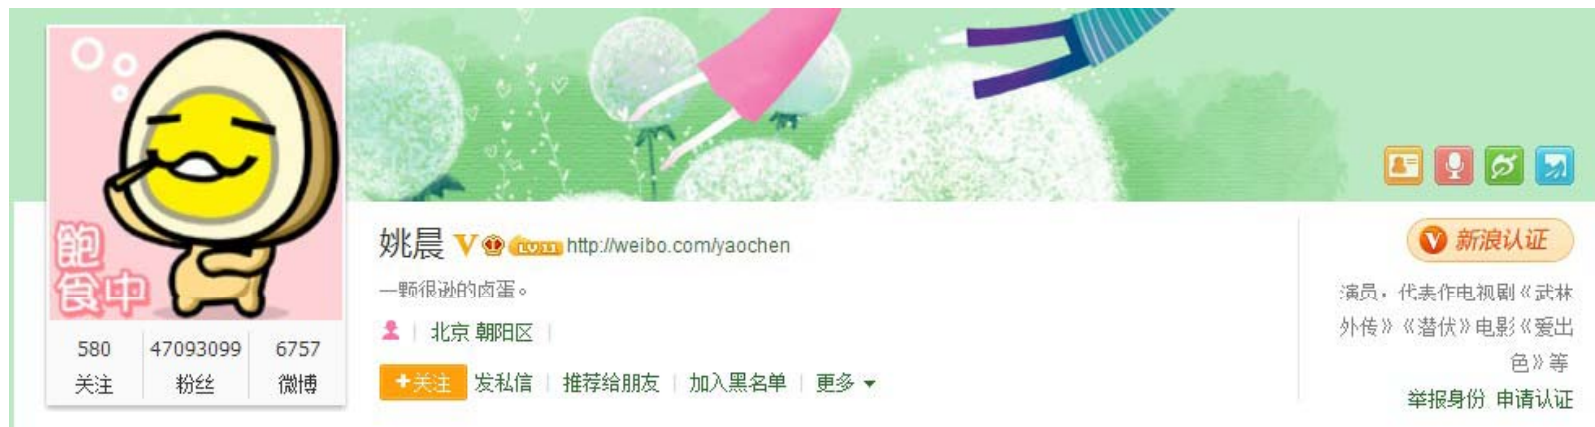 飽
食中
580 47093099 6757
关注 粉丝 微博
姚晨 V http://weibo.com/yaochen
一颗很逊的卤蛋。
北京 朝阳区
+关注 发私信 推荐给朋友 加入黑名单 更多
V 新浪认证
演员，代表作电视剧《武林
外传》《潜伏》电影《爱出
色》等
举报身份 申请认证